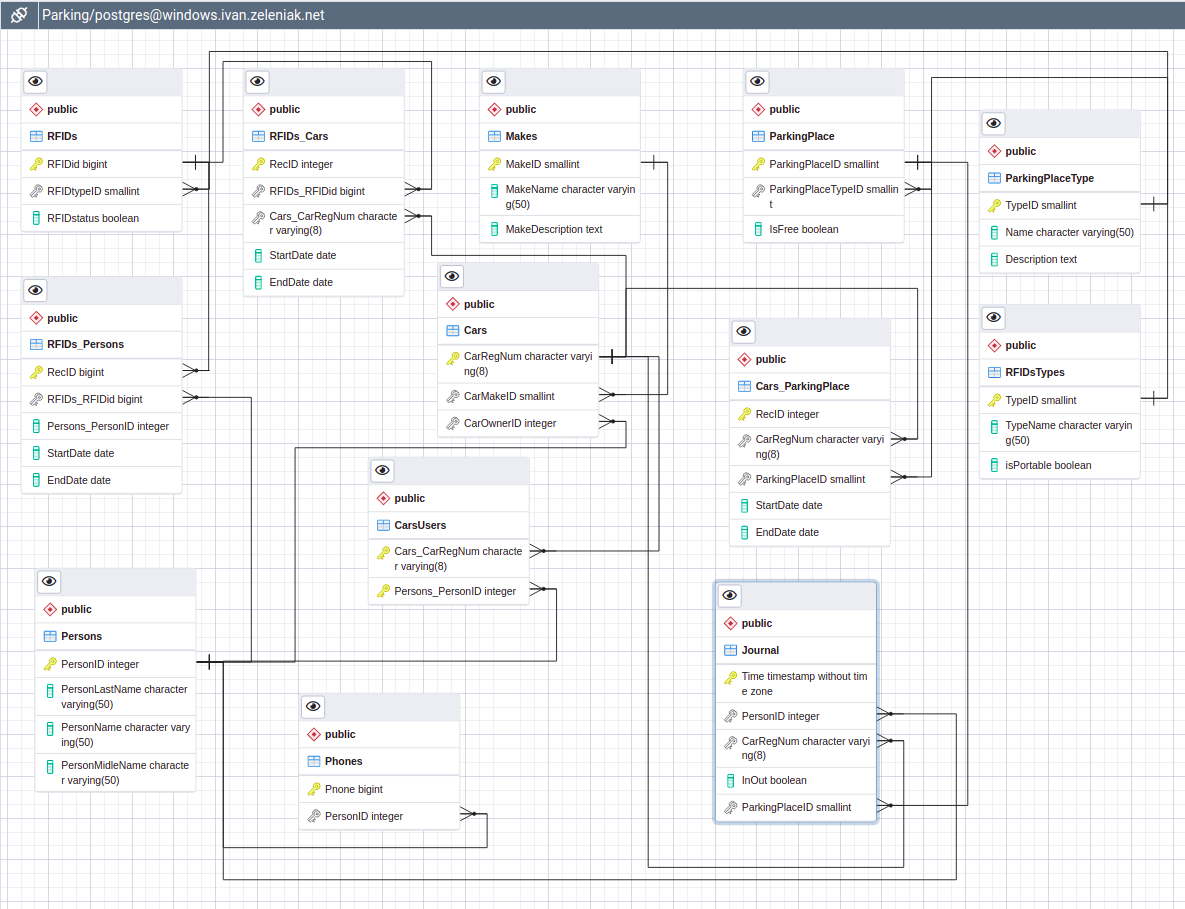 Parking/postgres@windows.ivan.zeleniak.net
public
RFIDs
RFIDid bigint
RFIDtypeID smallint
RFIDstatus boolean
public
RFIDs_Cars
RecID integer
RFIDs_RFIDid bigint
Cars_CarRegNum characte
r varying(8)
StartDate date
EndDate date
public
Makes
MakeID smallint
MakeName character varyin
g(50)
MakeDescription text
public
ParkingPlace
ParkingPlaceID smallint
ParkingPlaceTypeID smallin
t
IsFree boolean
public
ParkingPlaceType
TypeID smallint
Name character varying(50)
Description text
public
RFIDs_Persons
RecID bigint
RFIDs_RFIDid bigint
Persons_PersonID integer
StartDate date
EndDate date
public
Cars
CarRegNum character varyi
ng(8)
CarMakeID smallint
CarOwnerID integer
public
Cars_ParkingPlace
RecID integer
CarRegNum character varyi
ng(8)
ParkingPlaceID smallint
StartDate date
EndDate date
public
RFIDsTypes
TypeID smallint
TypeName character varyin
g(50)
isPortable boolean
public
CarsUsers
Cars_CarRegNum characte
r varying(8)
Persons_PersonID integer
public
Persons
PersonID integer
PersonLastName character
varying(50)
PersonName character vary
ing(50)
PersonMidleName characte
r varying(50)
public
Phones
Pnone bigint
PersonID integer
public
Journal
Time timestamp without tim
e zone
PersonID integer
CarRegNum character varyi
ng(8)
InOut boolean
ParkingPlaceID smallint